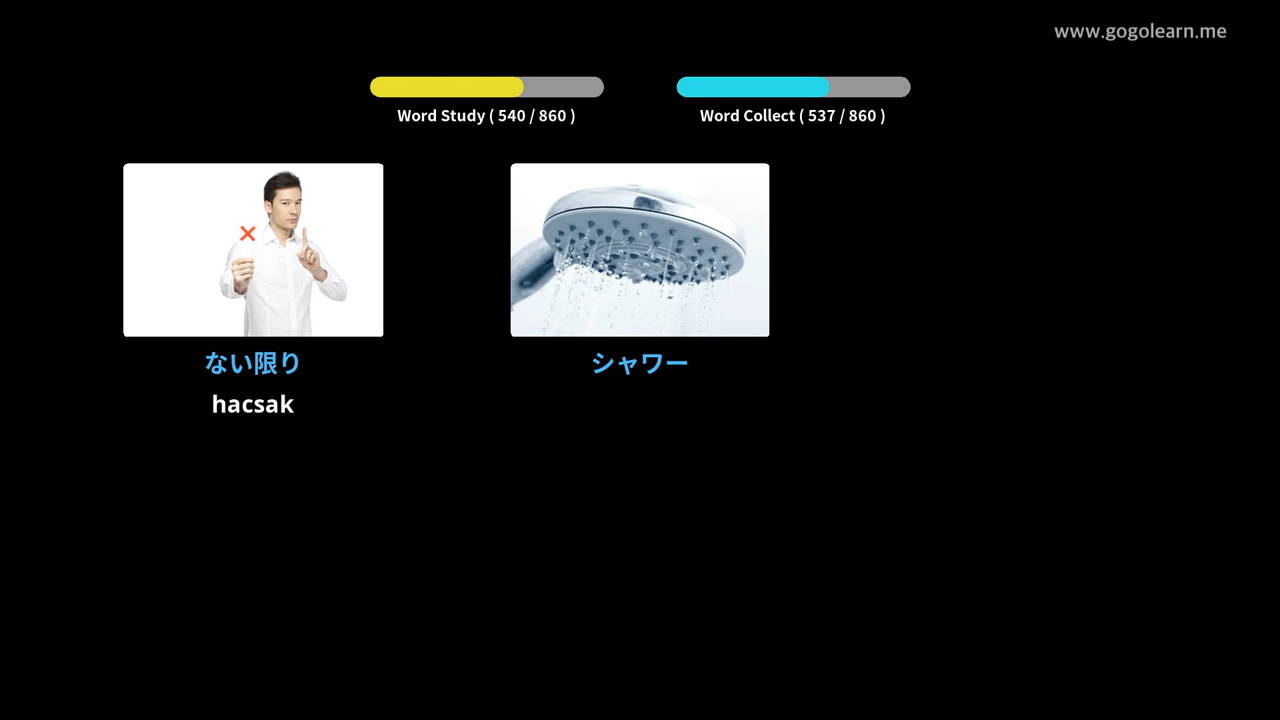 www.gogolearn.me
Word Study ( 540 / 860 )
Word Collect ( 537 / 860 )
ない限り
hacsak
シャワー